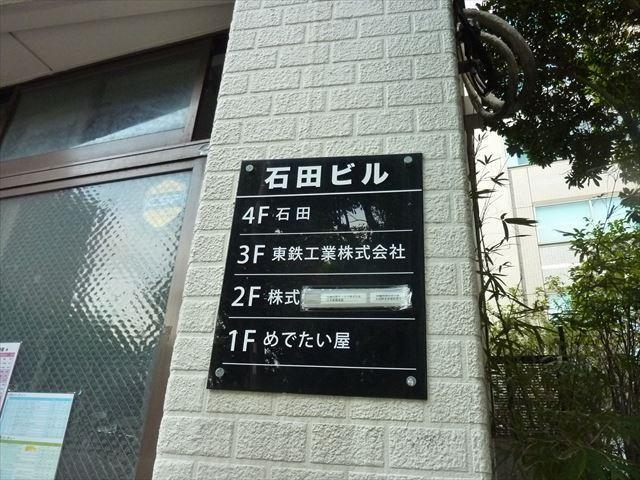 石田ビル
4F 石田
3F 東鉄工業株式会社
2F 株式
1F めでたい屋